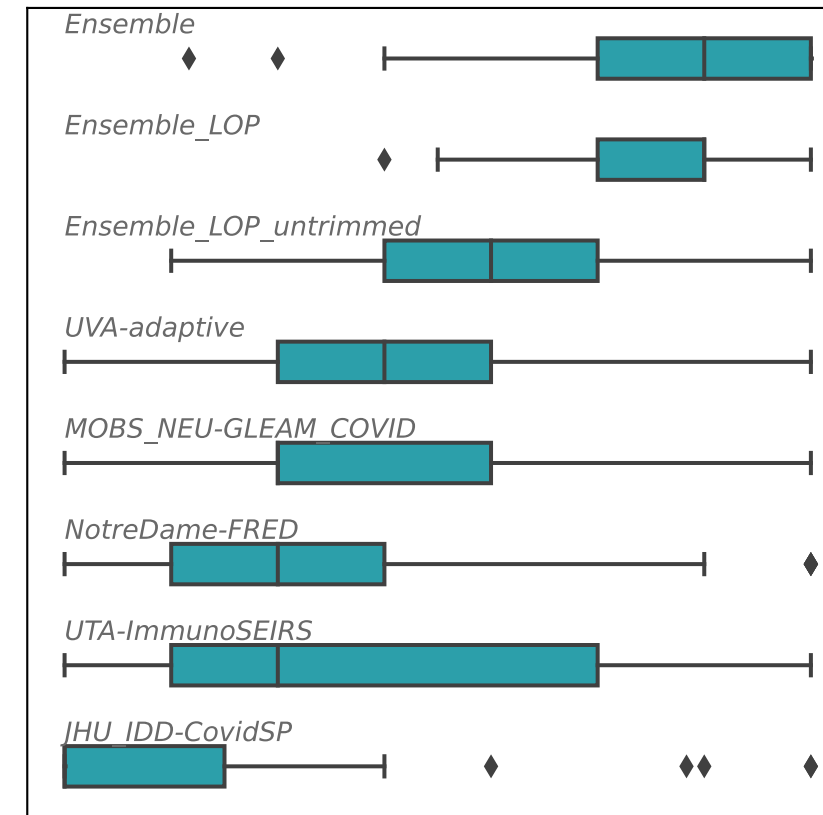 Ensemble
Ensemble_LOP
Ensemble_LOP_untrimmed
UVA-adaptive
MOBS_NEU-GLEAM_COVID
NotreDame-FRED
UTA-ImmunoSEIRS
JHU_IDD-CovidSP